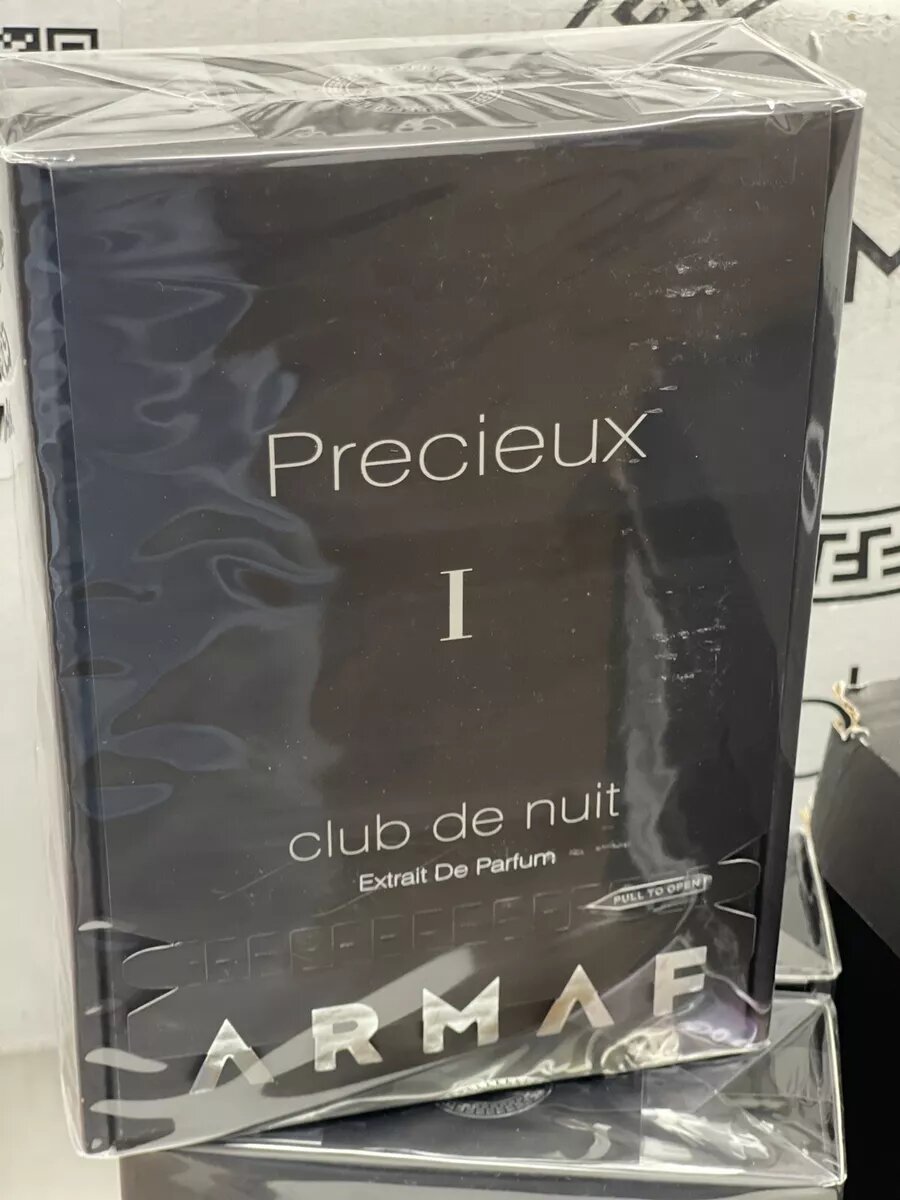 Precieux
I
club de nuit
Extrait De Parfum
PULL TO OPEN
ARMAF